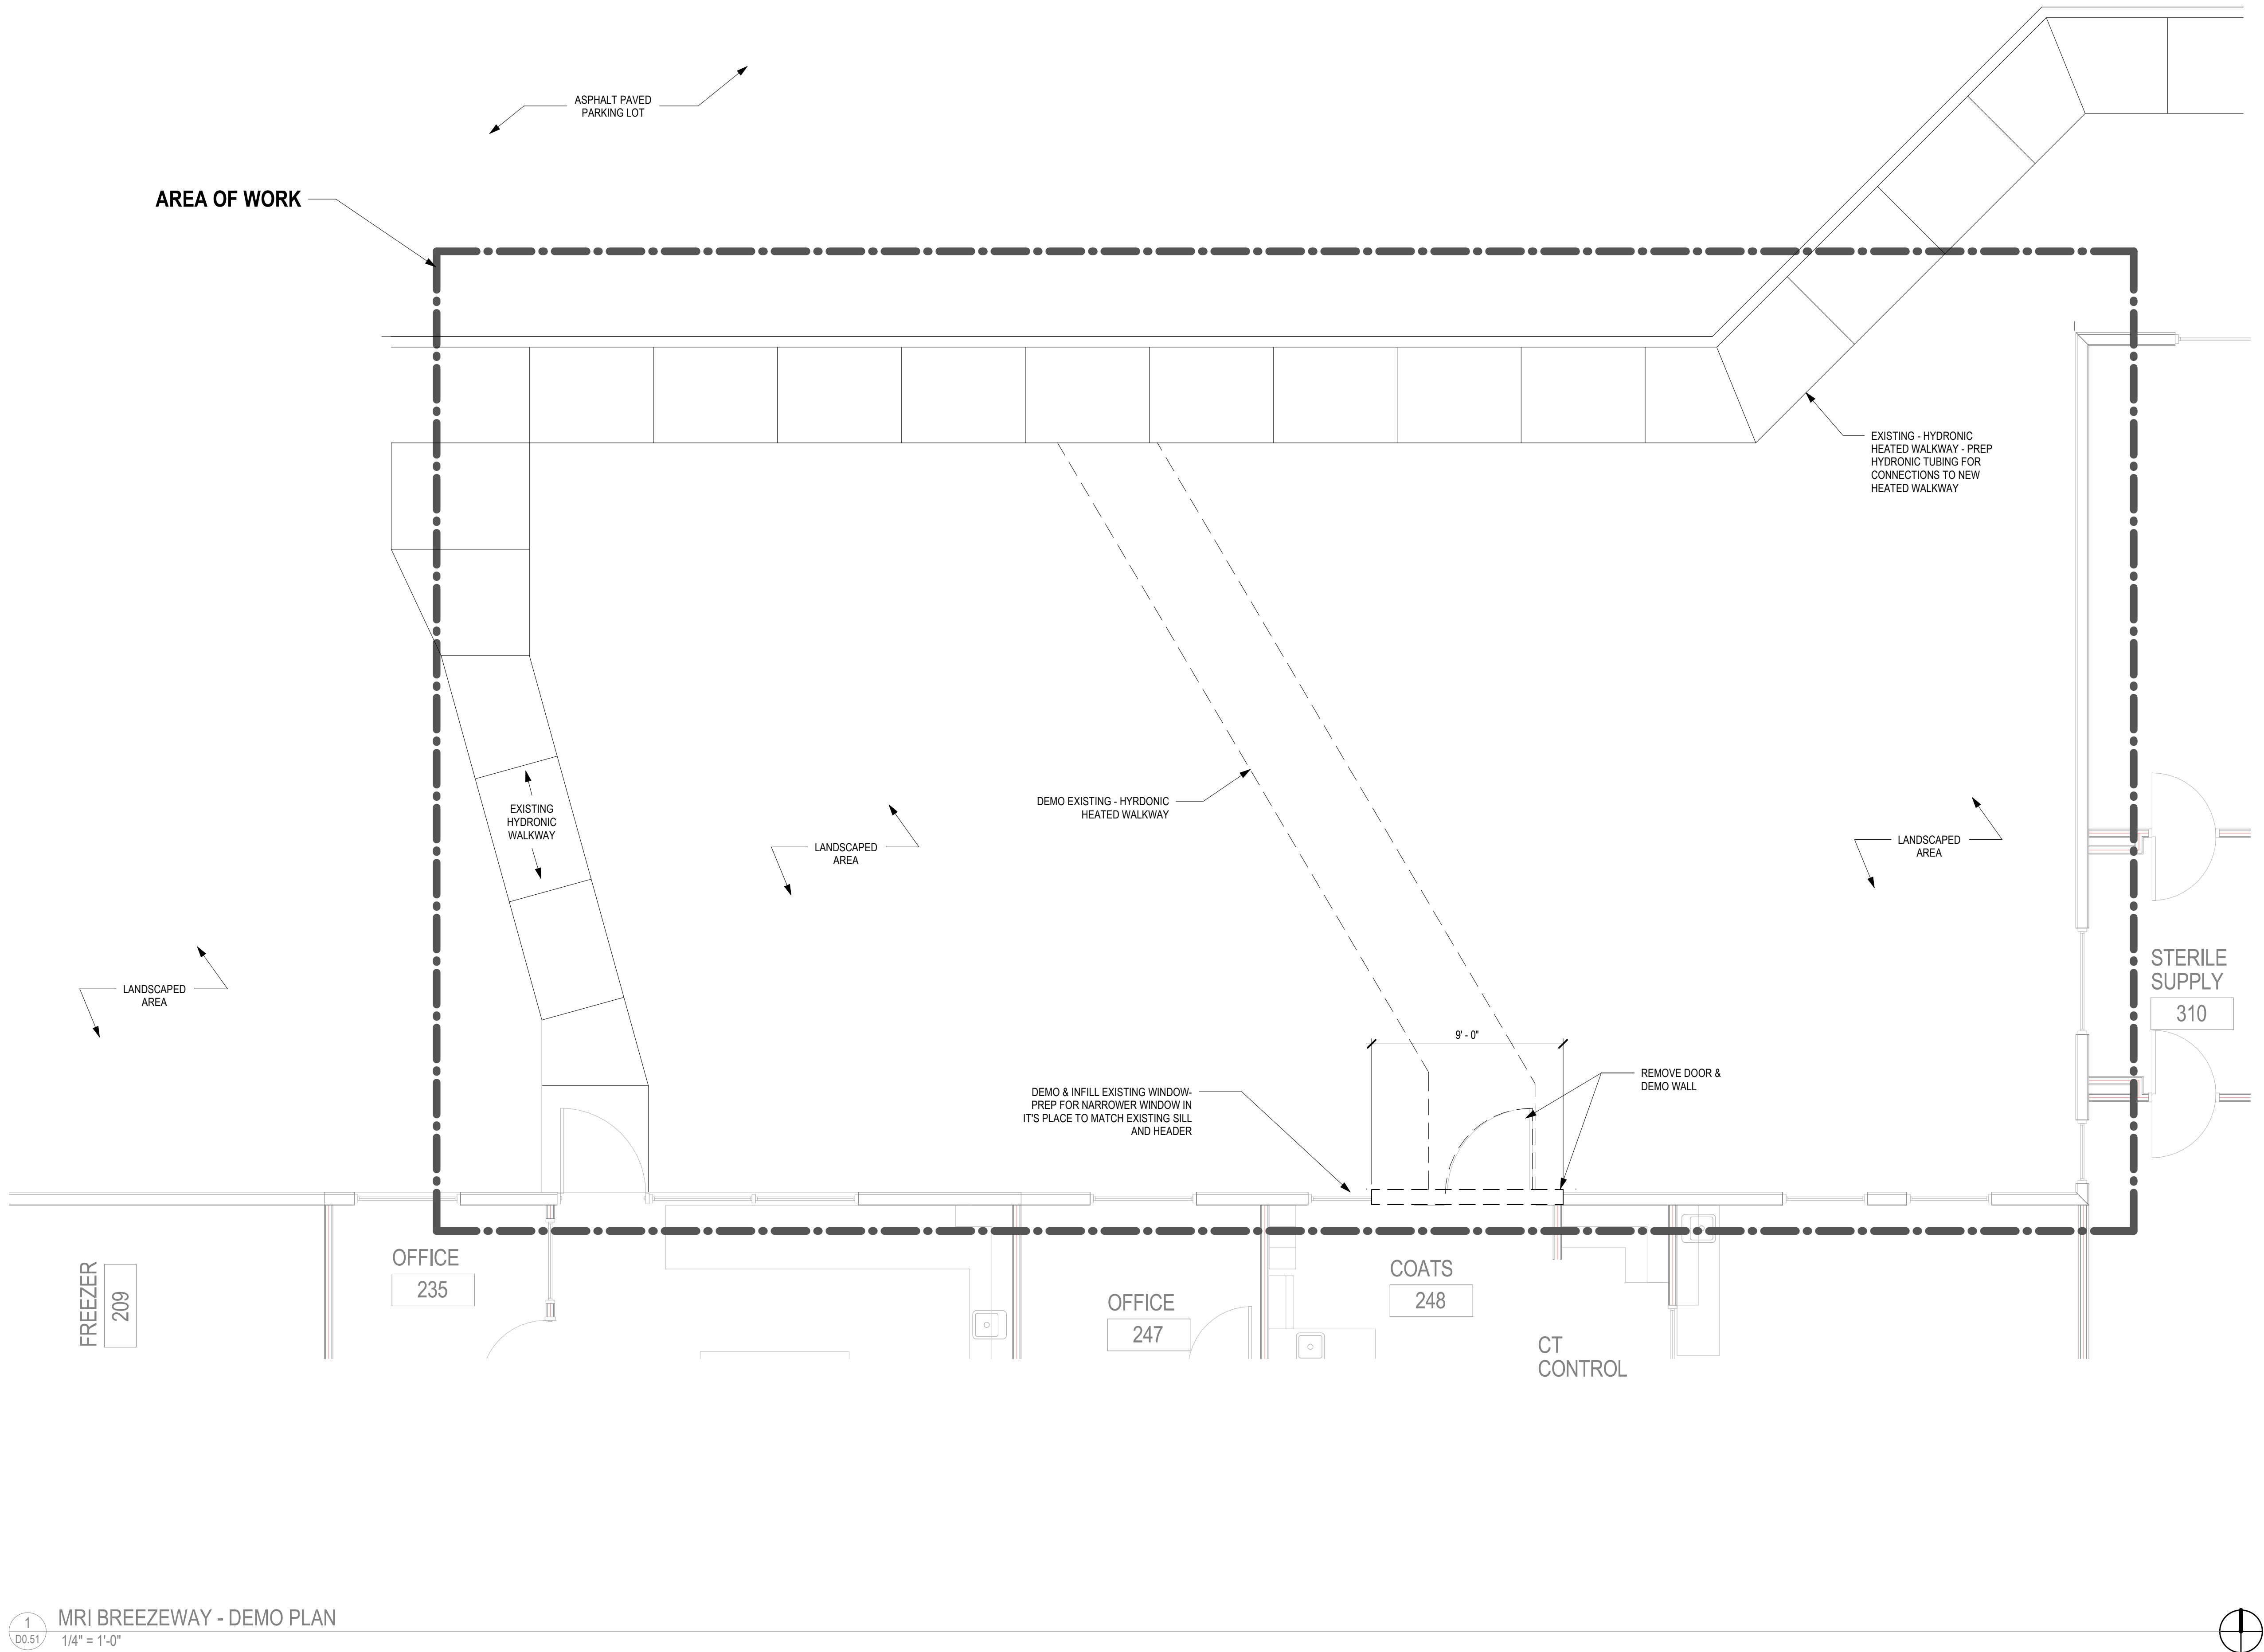 ASPHALT PAVED
PARKING LOT
AREA OF WORK
EXISTING - HYDRONIC
HEATED WALKWAY - PREP
HYDRONIC TUBING FOR
CONNECTIONS TO NEW
HEATED WALKWAY
EXISTING
HYDRONIC
WALKWAY
DEMO EXISTING - HYRDONIC
HEATED WALKWAY
LANDSCAPED
AREA
LANDSCAPED
AREA
LANDSCAPED
AREA
STERILE
SUPPLY
310
9' - 0"
REMOVE DOOR &
DEMO WALL
DEMO & INFILL EXISTING WINDOW-
PREP FOR NARROWER WINDOW IN
IT'S PLACE TO MATCH EXISTING SILL
AND HEADER
FREEZER
209
OFFICE
235
OFFICE
247
COATS
248
CT
CONTROL
1
D0.51
MRI BREEZEWAY - DEMO PLAN
1/4" = 1'-0"